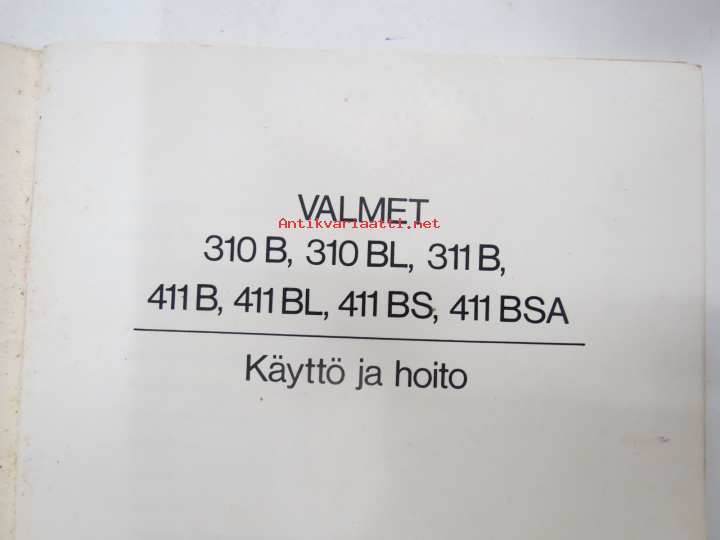 VALMET
Antikvariaatti.net
310 B, 310 BL, 311 B,
411 B, 411 BL, 411 BS, 411 BSA
Käyttö ja hoito